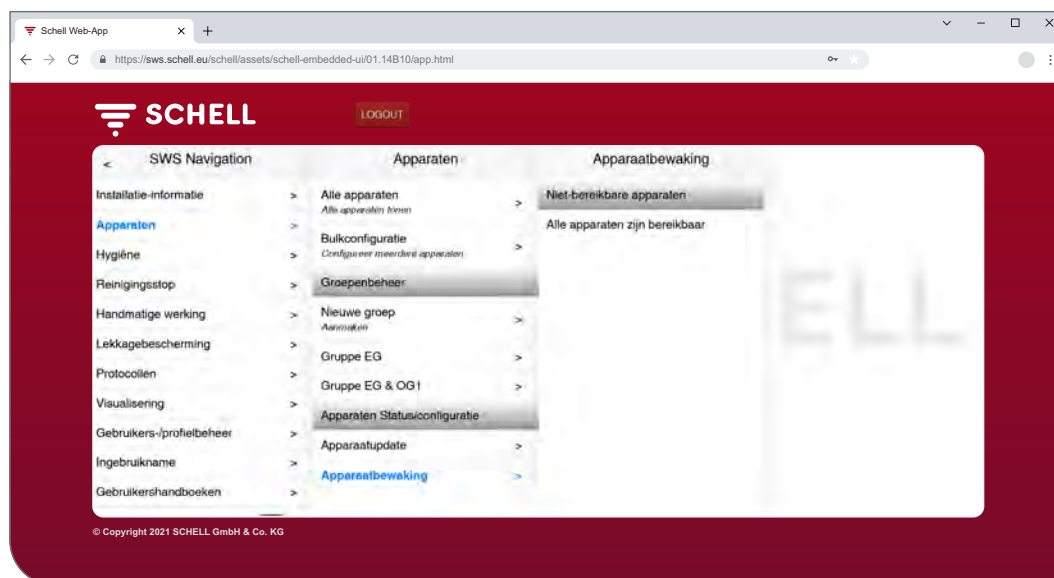 Schell Web-App
https://sws.schell.eu/schell/assets/schell-embedded-ui/01.14B10/app.html
SCHELL
LOGOUT
< SWS Navigation
Installatie-informatie >
Apparaten >
Hygiëne >
Reinigingsstop >
Handmatige werking >
Lekkagebescherming >
Protocollen >
Visualisering >
Gebruikers-/profielbeheer >
Ingebruikname >
Gebruikershandboeken >
Apparaten
Alle apparaten >
Alle apparaten tonen
Bulkconfiguratie >
Configureer meerdere apparaten
Groepenbeheer
Nieuwe groep >
Aanmaken
Gruppe EG >
Gruppe EG & OG1 >
Apparaten Status/configuratie
Apparaatupdate >
Apparaatbewaking >
Apparaatbewaking
Niet-bereikbare apparaten
Alle apparaten zijn bereikbaar
ELL
© Copyright 2021 SCHELL GmbH & Co. KG